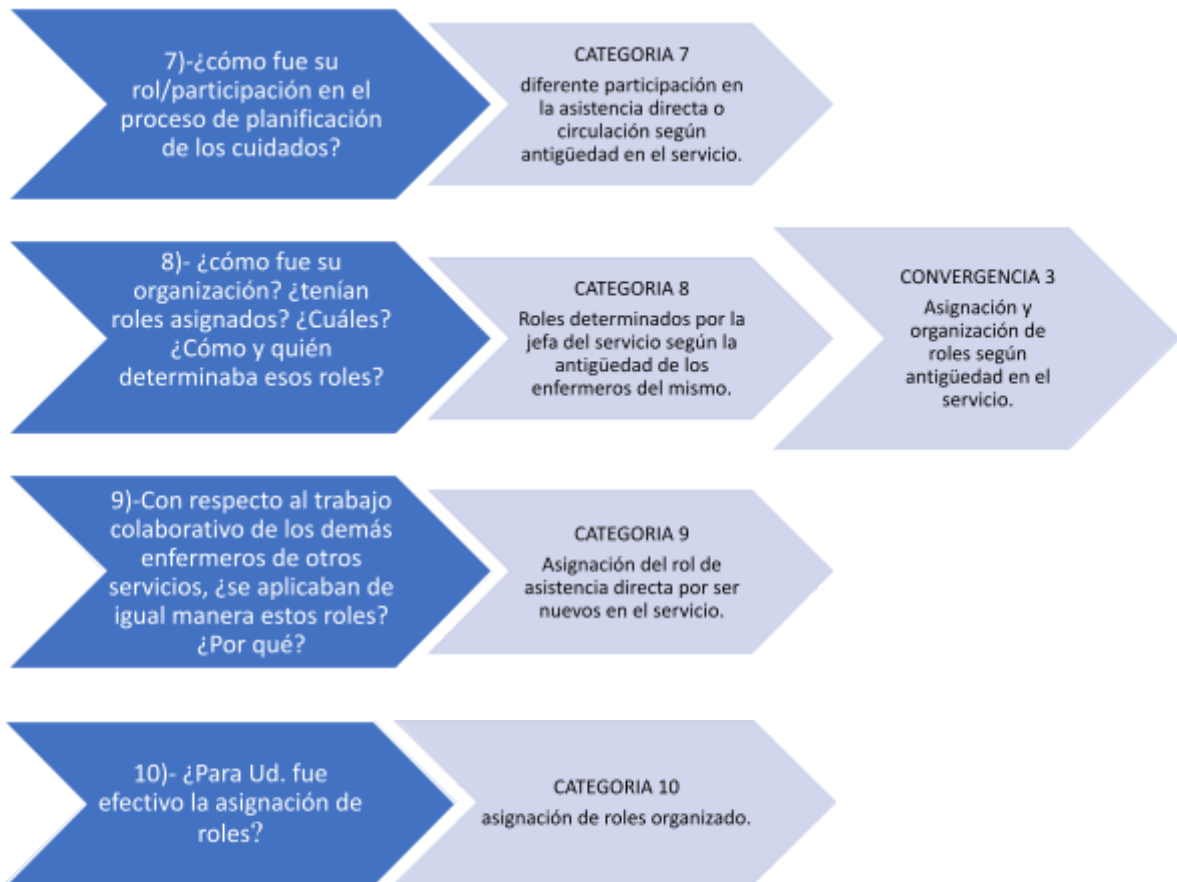 7)-¿cómo fue su
rol/participación en el
proceso de planificación
de los cuidados?
CATEGORIA 7
diferente participación en
la asistencia directa o
circulación según
antigüedad en el servicio.
8)- ¿cómo fue su
organización? ¿tenían
roles asignados? ¿Cuáles?
¿Cómo y quién
determinaba esos roles?
CATEGORIA 8
Roles determinados por la
jefa del servicio según la
antigüedad de los
enfermeros del mismo.
CONVERGENCIA 3
Asignación y
organización de
roles según
antigüedad en el
servicio.
9)-Con respecto al trabajo
colaborativo de los demás
enfermeros de otros
servicios, ¿se aplicaban de
igual manera estos roles?
¿Por qué?
CATEGORIA 9
Asignación del rol de
asistencia directa por ser
nuevos en el servicio.
10)- ¿Para Ud. fue
efectivo la asignación de
roles?
CATEGORIA 10
asignación de roles organizado.